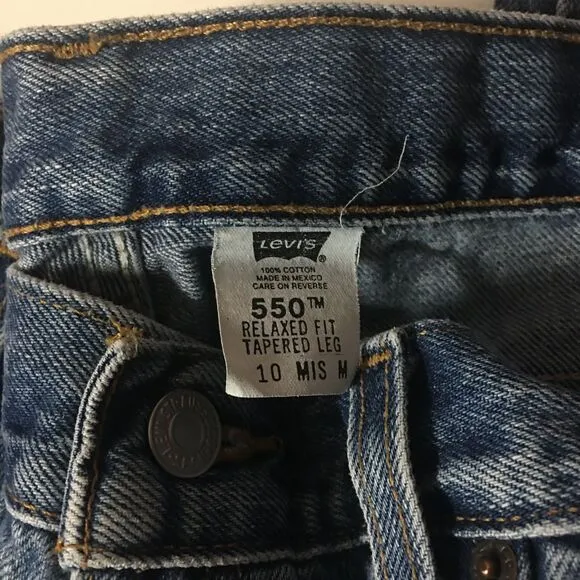 Levi's®
100% COTTON
MADE IN MEXICO
CARE ON REVERSE
550™
RELAXED FIT
TAPERED LEG
10 MIS M